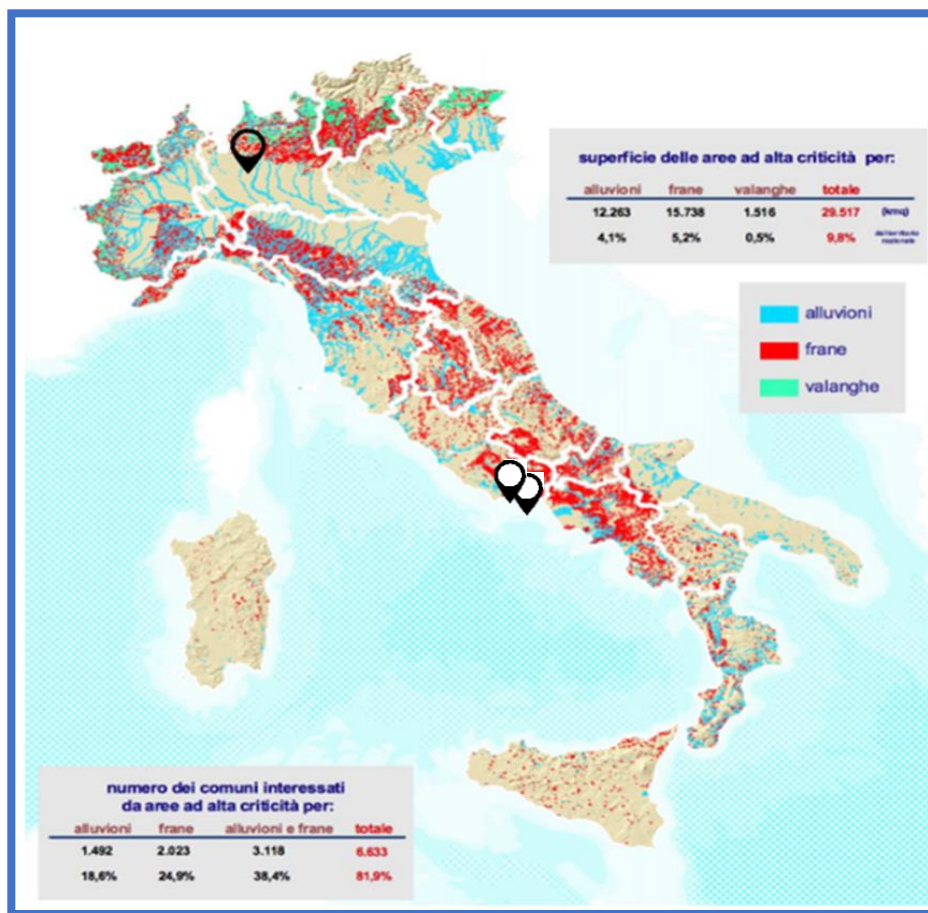 superficie delle aree ad alta criticità per:
alluvioni frane valanghe totale
12.263 15.738 1.516 29.517 (kmq)
4,1% 5,2% 0,5% 9,8% del territorio
nazionale
alluvioni
frane
valanghe
numero dei comuni interessati
da aree ad alta criticità per:
alluvioni frane alluvioni e frane totale
1.492 2.023 3.118 6.633
18,6% 24,9% 38,4% 81,9%